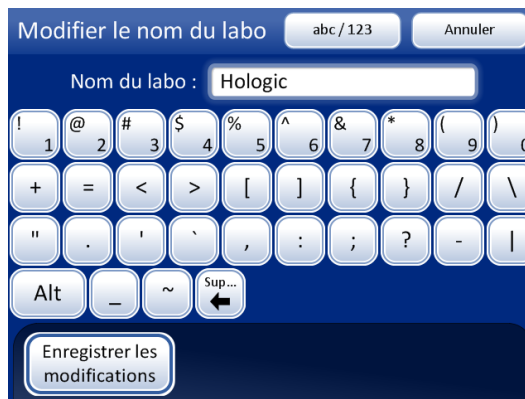 Modifier le nom du labo abc / 123 Annuler
Nom du labo : Hologic
! @ # $ % ^ & * ( )
1 2 3 4 5 6 7 8 9 0
+ = < > [ ] { } / \
" . ' ` , : ; ? - |
Alt _ ~ Sup...
Enregistrer les
modifications